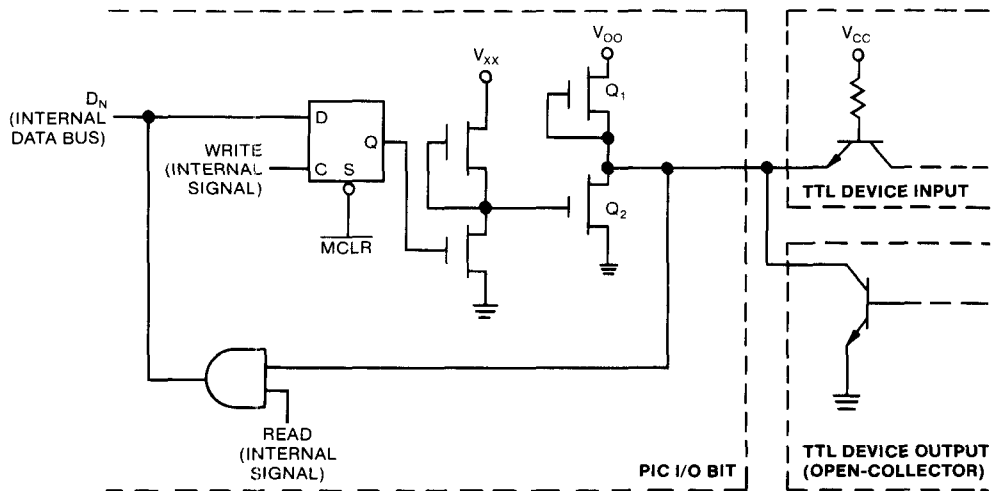 D_N
(INTERNAL
DATA BUS)
WRITE
(INTERNAL
SIGNAL)
D
Q
C
S
MCLR
V_XX
V_OO
Q_1
Q_2
READ
(INTERNAL
SIGNAL)
PIC I/O BIT
V_CC
TTL DEVICE INPUT
TTL DEVICE OUTPUT
(OPEN-COLLECTOR)